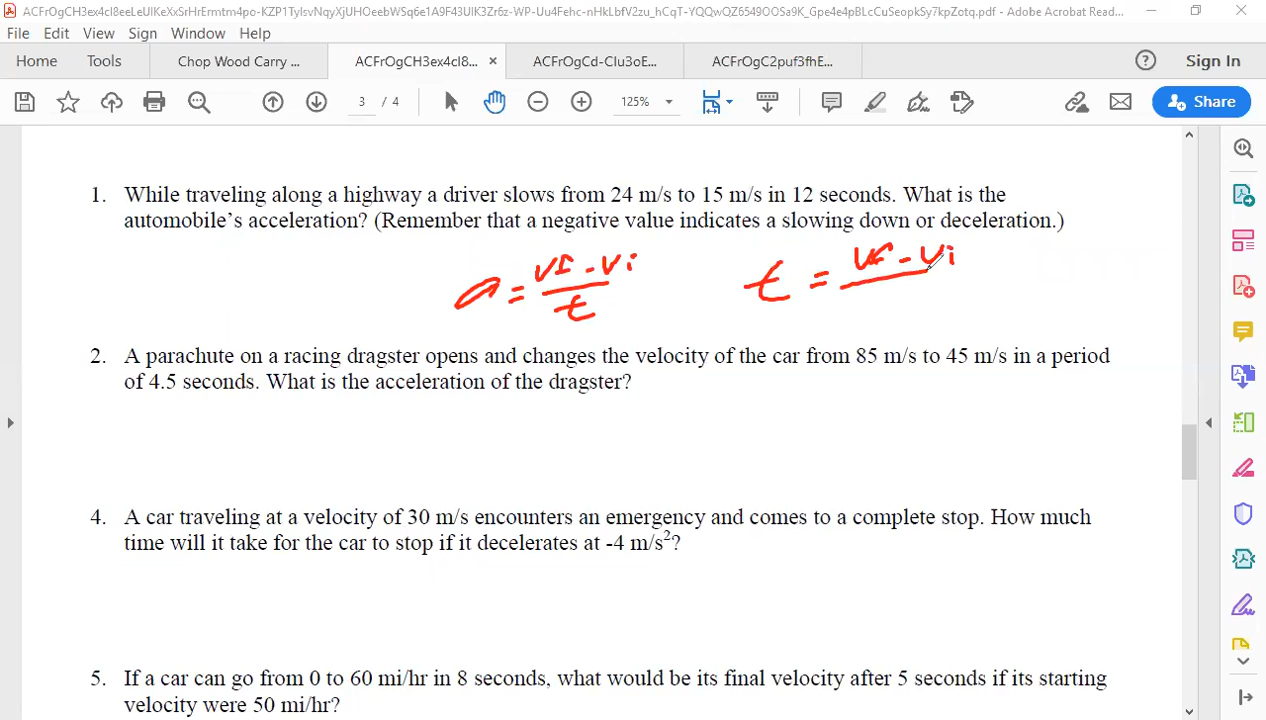 ACFrOgCH3ex4cl8eeLeUIKeXxSrHrErmtm4po-KZP1TylsvNqyXjUHOeebWSq6e1A9F43UlK3Zr6z-WP-Uu4Fehc-nHkLbfV2zu_hCqT-YQQwQZ6549OOSa9K_Gpe4e4pBLcCuSeopkSy7kpZotq.pdf - Adobe Acrobat Read...
File Edit View Sign Window Help
Home Tools Chop Wood Carry ... ACFrOgCH3ex4cl8... × ACFrOgCd-CIu3oE... ACFrOgC2puf3fhE... Sign In
3 / 4 125% Share
1. While traveling along a highway a driver slows from 24 m/s to 15 m/s in 12 seconds. What is the
automobile's acceleration? (Remember that a negative value indicates a slowing down or deceleration.)
a = vf - vi / t t = vf - vi
2. A parachute on a racing dragster opens and changes the velocity of the car from 85 m/s to 45 m/s in a period
of 4.5 seconds. What is the acceleration of the dragster?
4. A car traveling at a velocity of 30 m/s encounters an emergency and comes to a complete stop. How much
time will it take for the car to stop if it decelerates at -4 m/s²?
5. If a car can go from 0 to 60 mi/hr in 8 seconds, what would be its final velocity after 5 seconds if its starting
velocity were 50 mi/hr?